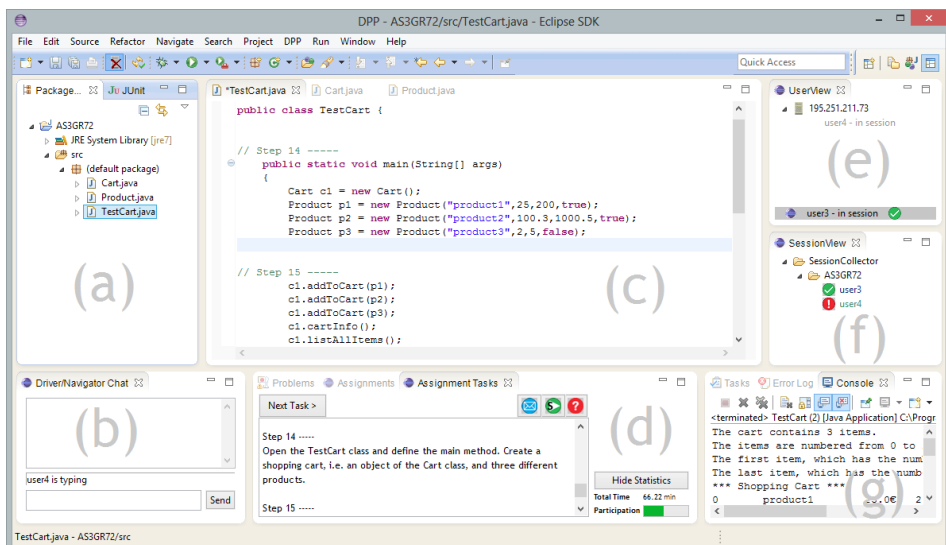 DPP - AS3GR72/src/TestCart.java - Eclipse SDK
File Edit Source Refactor Navigate Search Project DPP Run Window Help
Quick Access
Package...
JUnit
AS3GR72
JRE System Library [jre7]
src
(default package)
Cart.java
Product.java
TestCart.java
(a)
*TestCart.java
Cart.java
Product.java
public class TestCart {
// Step 14 -----
public static void main(String[] args)
{
Cart c1 = new Cart();
Product p1 = new Product("product1",25,200,true);
Product p2 = new Product("product2",100.3,1000.5,true);
Product p3 = new Product("product3",2,5,false);
// Step 15 -----
c1.addToCart(p1);
c1.addToCart(p2);
c1.addToCart(p3);
c1.cartInfo();
c1.listAllItems();
(c)
UserView
195.251.211.73
user4 - in session
(e)
user3 - in session
SessionView
SessionCollector
AS3GR72
user3
user4
(f)
Driver/Navigator Chat
(b)
user4 is typing
Send
Problems
Assignments
Assignment Tasks
Next Task >
Step 14 -----
Open the TestCart class and define the main method. Create a
shopping cart, i.e. an object of the Cart class, and three different
products.
Step 15 -----
(d)
Hide Statistics
Total Time 66.22 min
Participation
Tasks
Error Log
Console
<terminated> TestCart (2) [Java Application] C:\Progr
The cart contains 3 items.
The items are numbered from 0 to
The first item, which has the num
The last item, which has the numb
*** Shopping Cart ***
0 product1 2
(g)
TestCart.java - AS3GR72/src